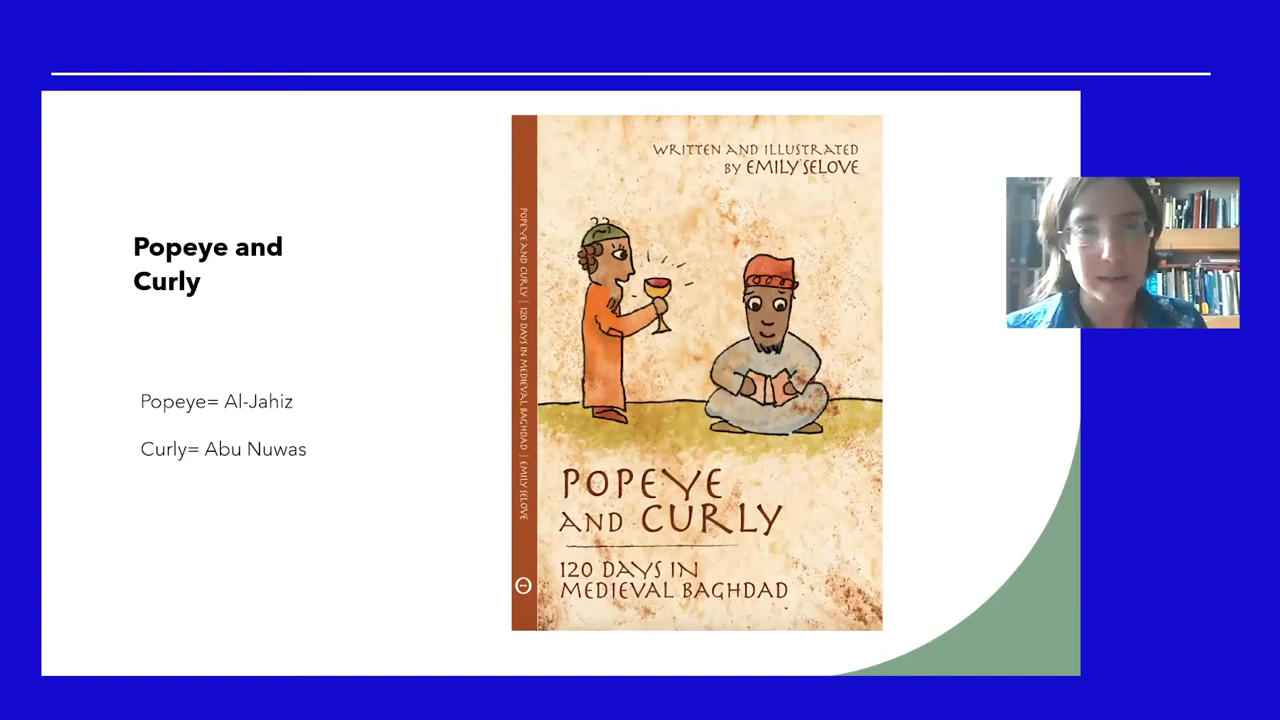 Popeye and
Curly
Popeye= Al-Jahiz
Curly= Abu Nuwas
POPEYE AND CURLY | 120 DAYS IN MEDIEVAL BAGHDAD | EMILY SELOVE
WRITTEN AND ILLUSTRATED
BY EMILY SELOVE
POPEYE
AND CURLY
120 DAYS IN
MEDIEVAL BAGHDAD